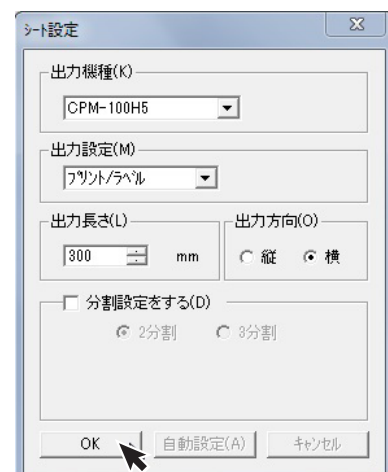 シート設定
出力機種(K)
CPM-100H5
出力設定(M)
プリント/ラベル
出力長さ(L)
出力方向(O)
300 mm
縦 横
分割設定をする(D)
2分割 3分割
OK 自動設定(A) キャンセル